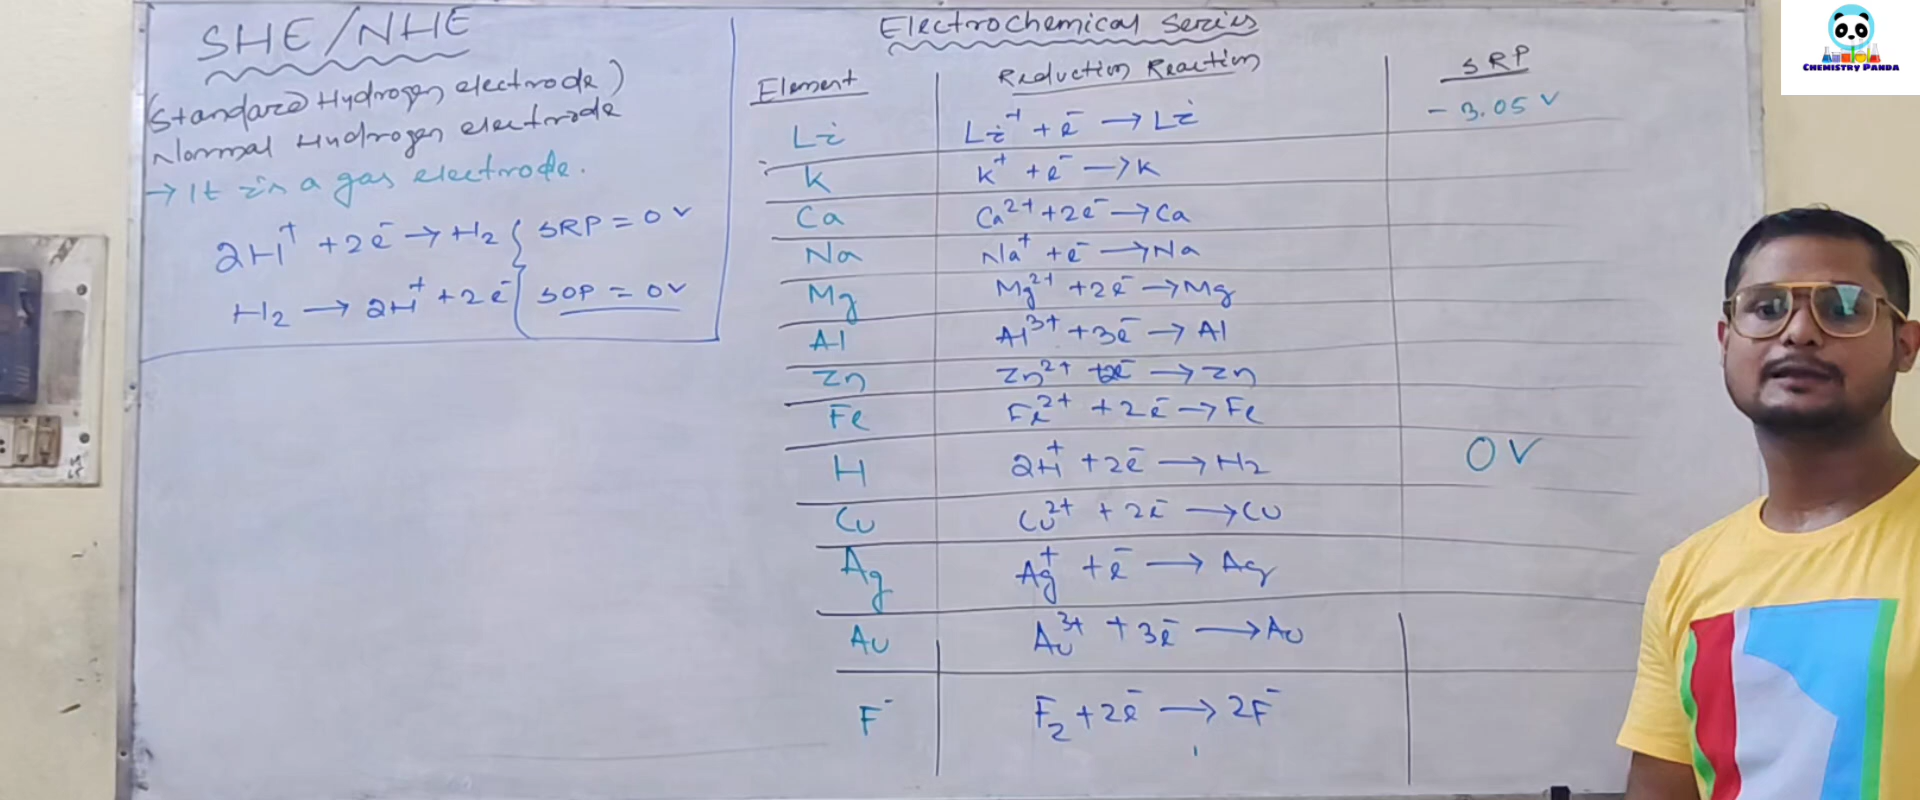 SHE/NHE
(Standard Hydrogen electrode)
Normal Hydrogen electrode
→ It is a gas electrode.
2H⁺ + 2e⁻ → H₂ { SRP = 0 V
H₂ → 2H⁺ + 2e⁻ { SOP = 0V
Electrochemical Series
Element Reduction Reaction SRP
Li Li⁺ + e⁻ → Li - 3.05 V
K K⁺ + e⁻ → K
Ca Ca²⁺ + 2e⁻ → Ca
Na Na⁺ + e⁻ → Na
Mg Mg²⁺ + 2e⁻ → Mg
Al Al³⁺ + 3e⁻ → Al
Zn Zn²⁺ + 2e⁻ → Zn
Fe Fe²⁺ + 2e⁻ → Fe
H 2H⁺ + 2e⁻ → H₂ 0 V
Cu Cu²⁺ + 2e⁻ → Cu
Ag Ag⁺ + e⁻ → Ag
Au Au³⁺ + 3e⁻ → Au
F⁻ F₂ + 2e⁻ → 2F⁻
CHEMISTRY PANDA